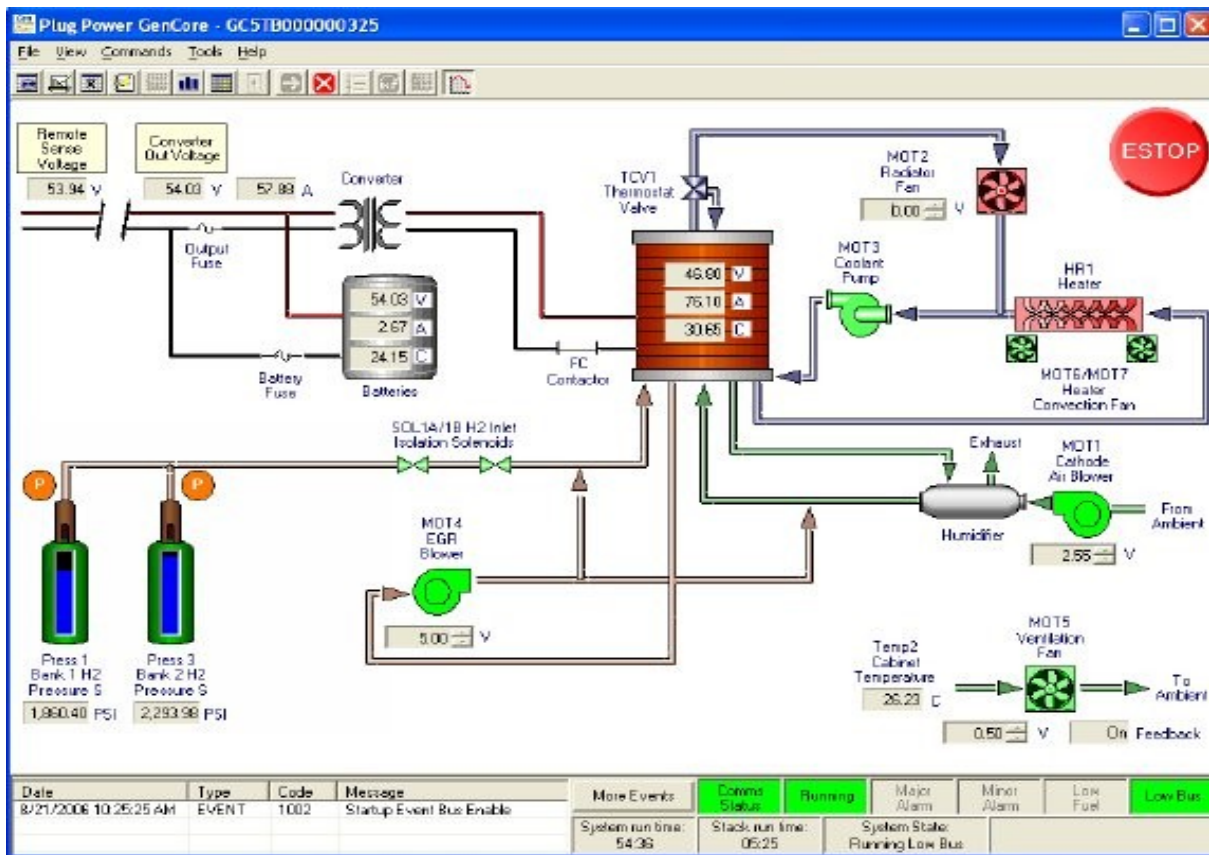 Plug Power GenCore - GC5TB000000325
File View Commands Tools Help
Remote
Sense
Voltage
53.94 V
Converter
Out Voltage
54.03 V
57.88 A
Converter
Output
Fuse
54.03 V
2.67 A
24.15 C
Battery
Fuse
Batteries
FC
Contactor
TCV1
Thermostat
Valve
46.80 V
76.10 A
30.65 C
MOT2
Radiator
Fan
0.00 V
ESTOP
MOT3
Coolant
Pump
HR1
Heater
MOT6/MOT7
Heater
Convection Fan
SOL1A/1B H2 Inlet
Isolation Solenoids
P
P
Exhaust
MOT1
Cathode
Air Blower
From
Ambient
Humidifier
2.55 V
MOT4
EGR
Blower
5.00 V
Press 1
Bank 1 H2
Pressure S
1,860.40 PSI
Press 3
Bank 2 H2
Pressure S
2,293.98 PSI
Temp2
Cabinet
Temperature
26.23 C
MOT5
Ventilation
Fan
To
Ambient
0.50 V
On Feedback
Date Type Code Message
8/21/2006 10:25:25 AM EVENT 1002 Startup Event Bus Enable
More Events
Comms
Status
Running
Major
Alarm
Minor
Alarm
Low
Fuel
Low Bus
System run time:
54:36
Stack run time:
05:25
System State:
Running Low Bus